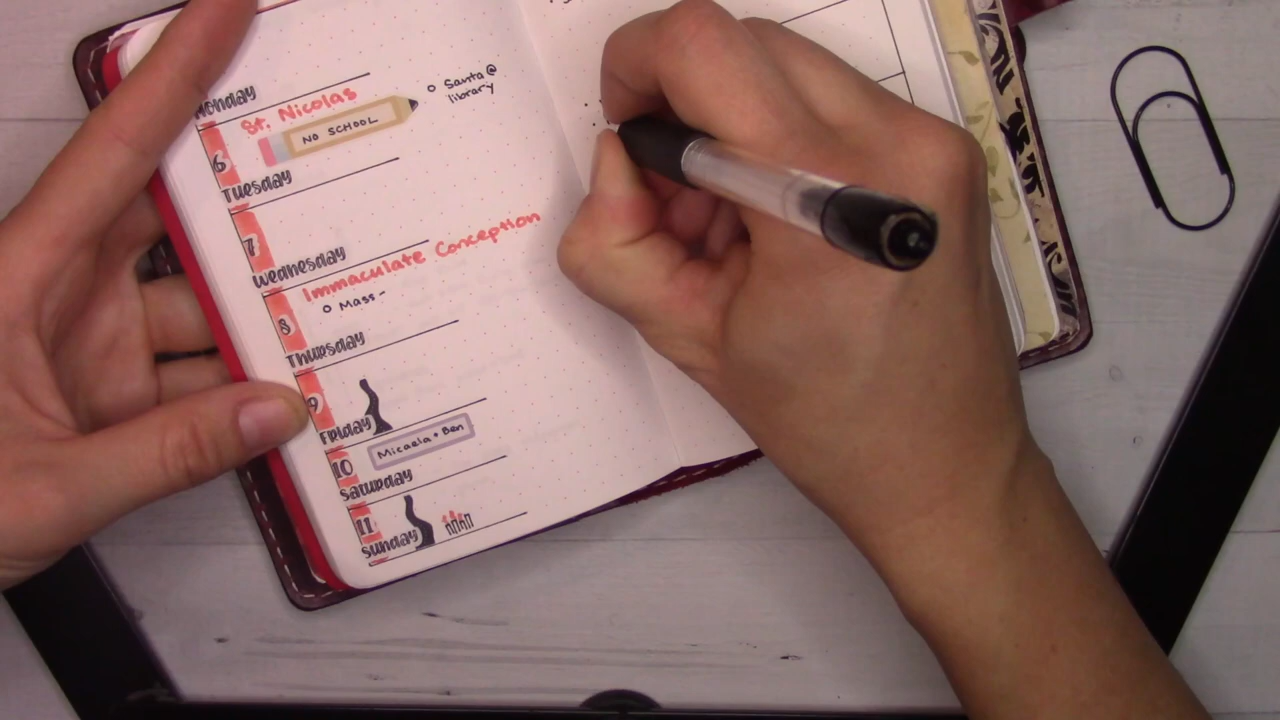 Monday
St. Nicolas
NO SCHOOL
o Santa @
library
6
Tuesday
7
Wednesday
Immaculate Conception
8
o Mass-
Thursday
9
Friday
10
Micaela + Ben
Saturday
11
Sunday